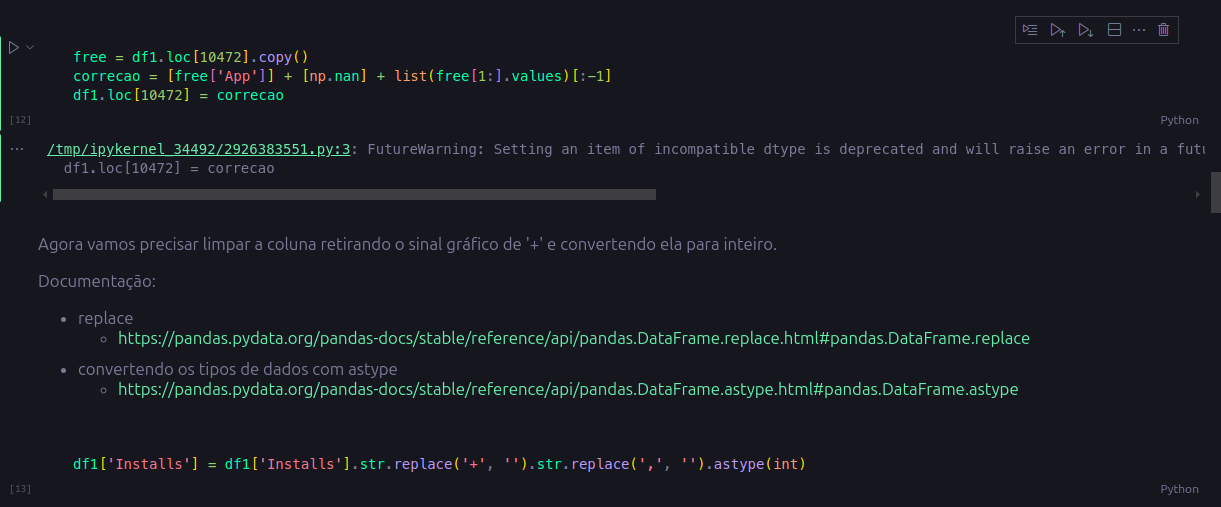 free = df1.loc[10472].copy()
correcao = [free['App']] + [np.nan] + list(free[1:].values)[:-1]
df1.loc[10472] = correcao
[12]
Python
/tmp/ipykernel_34492/2926383551.py:3: FutureWarning: Setting an item of incompatible dtype is deprecated and will raise an error in a futu
df1.loc[10472] = correcao
Agora vamos precisar limpar a coluna retirando o sinal gráfico de '+' e convertendo ela para inteiro.
Documentação:
replace
https://pandas.pydata.org/pandas-docs/stable/reference/api/pandas.DataFrame.replace.html#pandas.DataFrame.replace
convertendo os tipos de dados com astype
https://pandas.pydata.org/pandas-docs/stable/reference/api/pandas.DataFrame.astype.html#pandas.DataFrame.astype
df1['Installs'] = df1['Installs'].str.replace('+', '').str.replace(',', '').astype(int)
[13]
Python